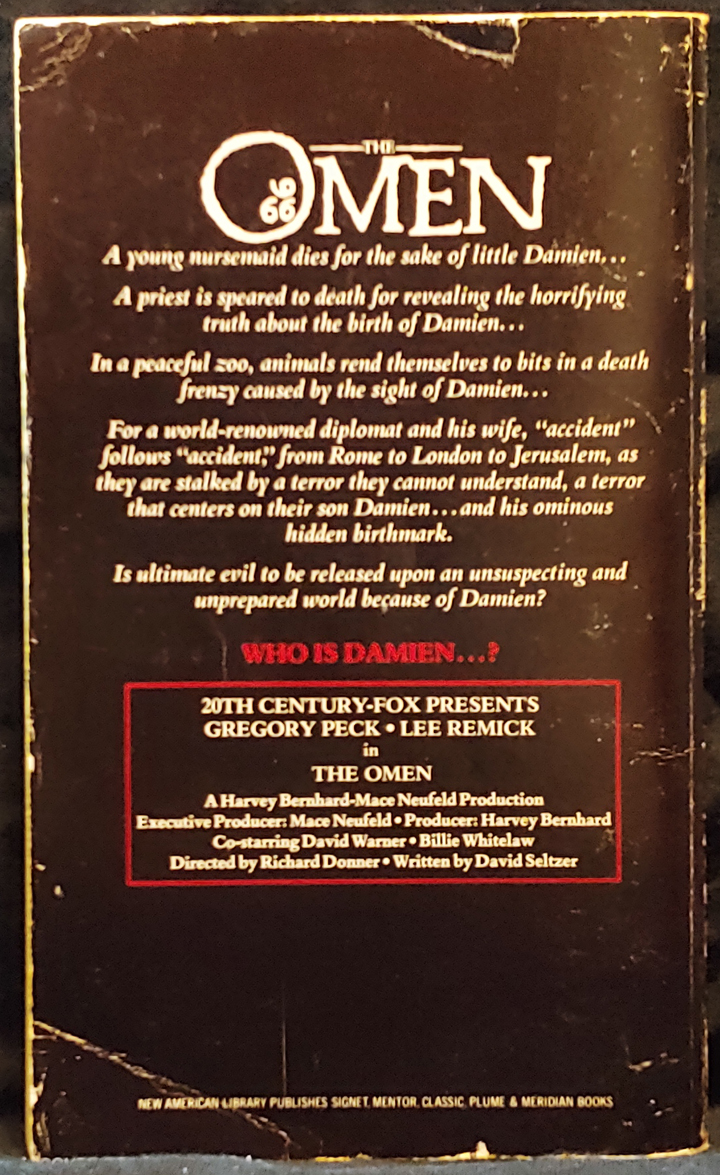 THE
OMEN
666
A young nursemaid dies for the sake of little Damien...
A priest is speared to death for revealing the horrifying
truth about the birth of Damien...
In a peaceful zoo, animals rend themselves to bits in a death
frenzy caused by the sight of Damien...
For a world-renowned diplomat and his wife, “accident”
follows “accident,” from Rome to London to Jerusalem, as
they are stalked by a terror they cannot understand, a terror
that centers on their son Damien...and his ominous
hidden birthmark.
Is ultimate evil to be released upon an unsuspecting and
unprepared world because of Damien?
WHO IS DAMIEN...?
20TH CENTURY-FOX PRESENTS
GREGORY PECK • LEE REMICK
in
THE OMEN
A Harvey Bernhard-Mace Neufeld Production
Executive Producer: Mace Neufeld • Producer: Harvey Bernhard
Co-starring David Warner • Billie Whitelaw
Directed by Richard Donner • Written by David Seltzer
NEW AMERICAN LIBRARY PUBLISHES SIGNET, MENTOR, CLASSIC, PLUME & MERIDIAN BOOKS